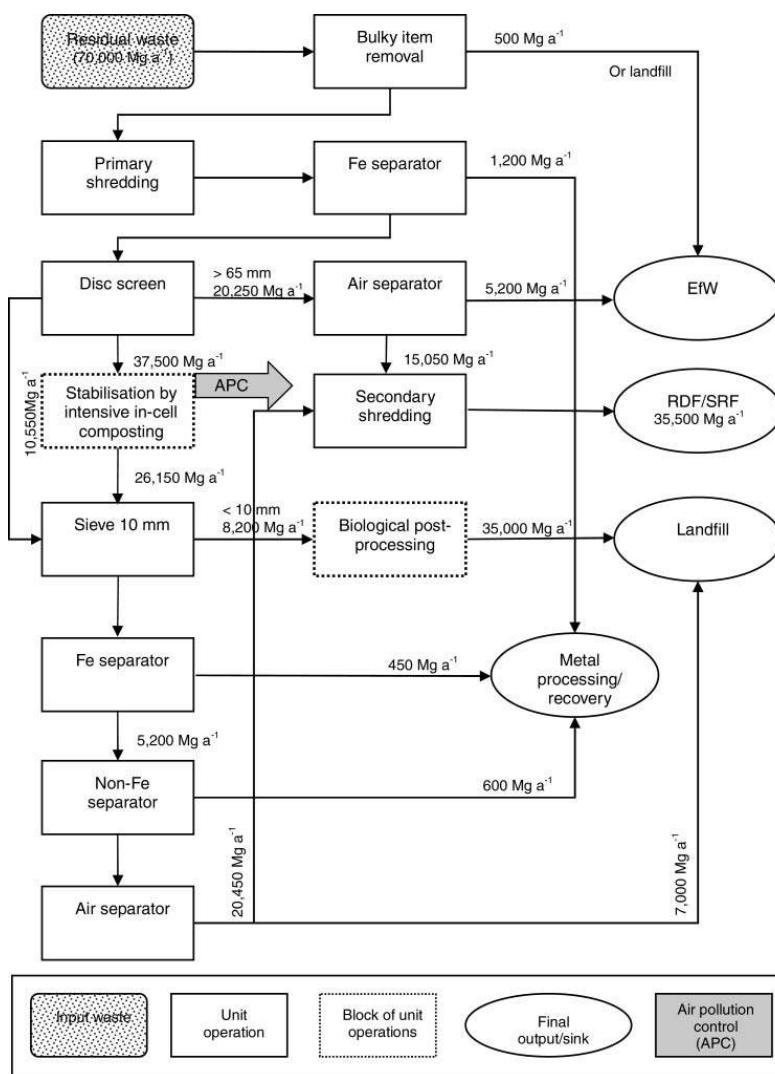 Residual waste
(70,000 Mg a⁻¹)
Bulky item
removal
500 Mg a⁻¹
Or landfill
Primary
shredding
Fe separator
1,200 Mg a⁻¹
Disc screen
> 65 mm
20,250 Mg a⁻¹
Air separator
5,200 Mg a⁻¹
EfW
37,500 Mg a⁻¹
15,050 Mg a⁻¹
10,550Mg a⁻¹
Stabilisation by
intensive in-cell
composting
APC
Secondary
shredding
RDF/SRF
35,500 Mg a⁻¹
26,150 Mg a⁻¹
Sieve 10 mm
< 10 mm
8,200 Mg a⁻¹
Biological post-
processing
35,000 Mg a⁻¹
Landfill
Fe separator
450 Mg a⁻¹
Metal
processing/
recovery
5,200 Mg a⁻¹
Non-Fe
separator
600 Mg a⁻¹
20,450 Mg a⁻¹
7,000 Mg a⁻¹
Air separator
Input waste
Unit
operation
Block of unit
operations
Final
output/sink
Air pollution
control
(APC)